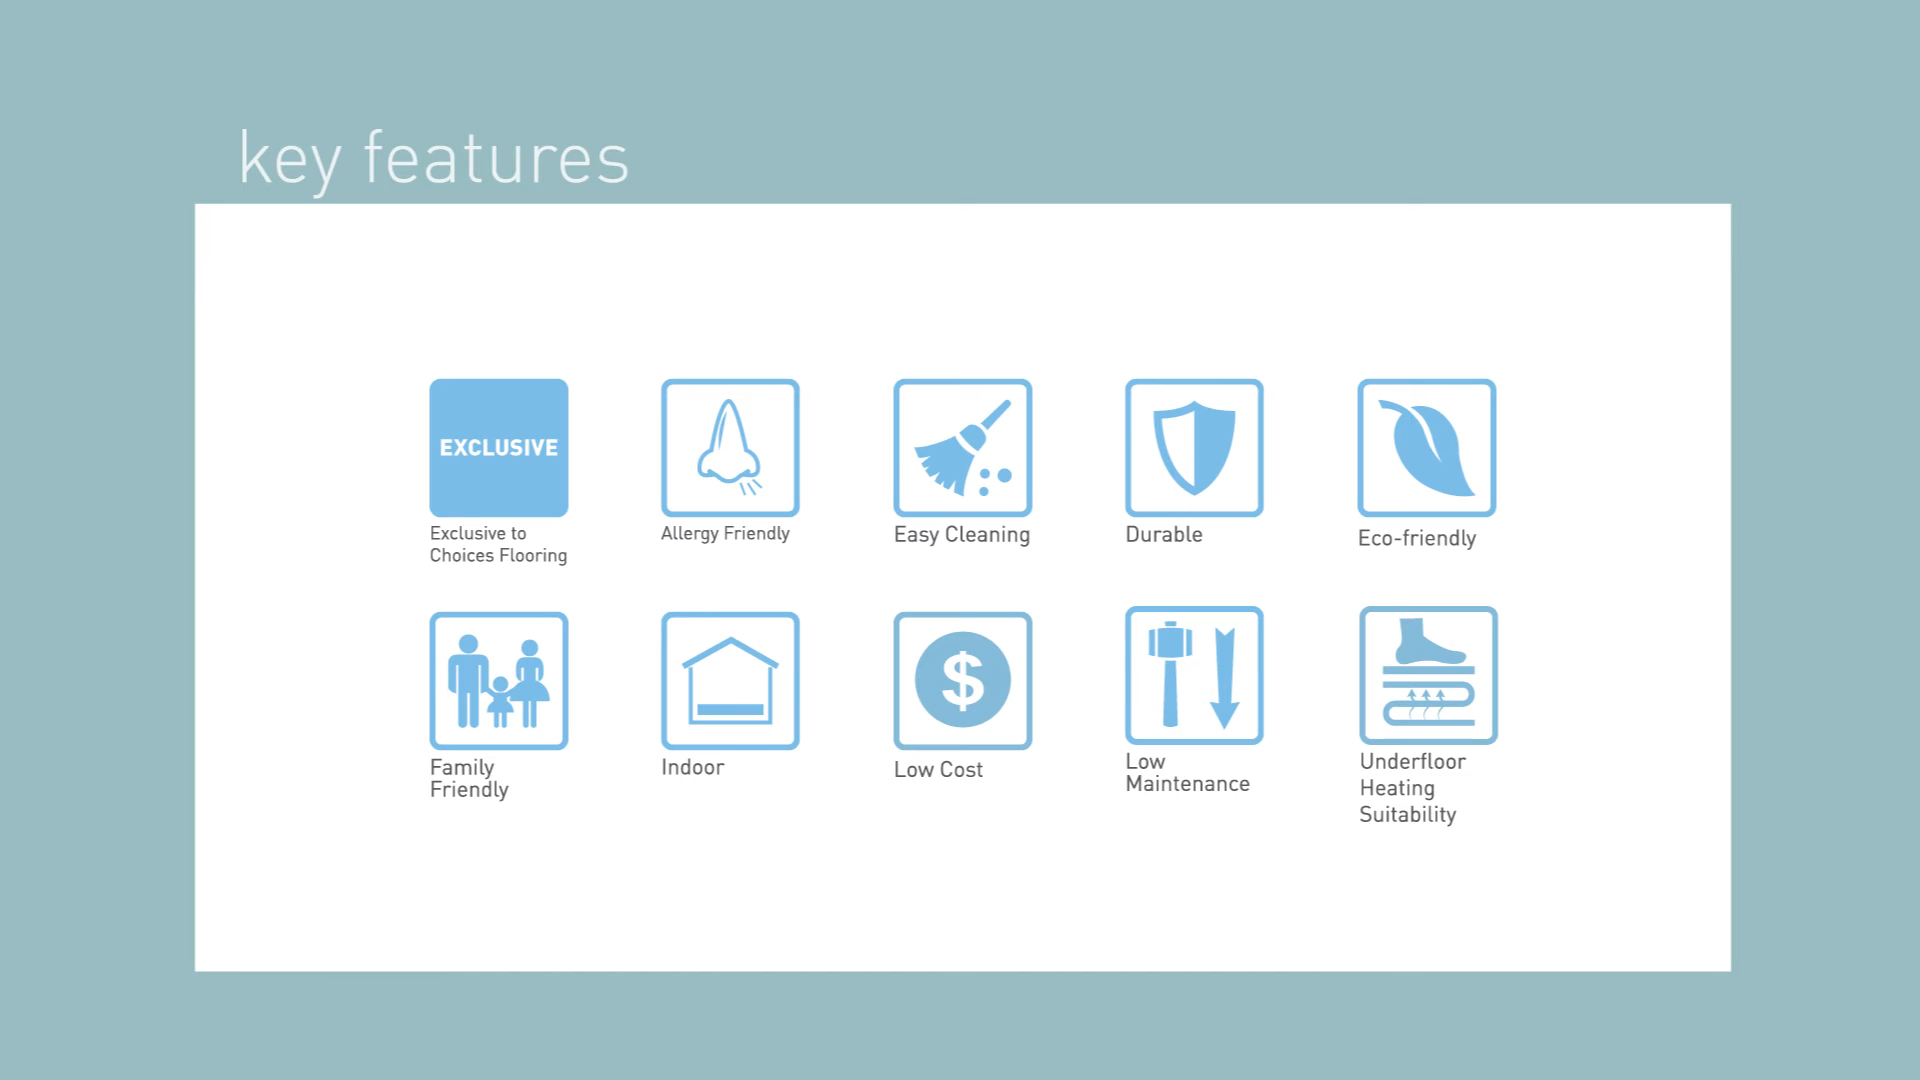 key features
EXCLUSIVE
Exclusive to
Choices Flooring
Allergy Friendly
Easy Cleaning
Durable
Eco-friendly
Family
Friendly
Indoor
$
Low Cost
Low
Maintenance
Underfloor
Heating
Suitability